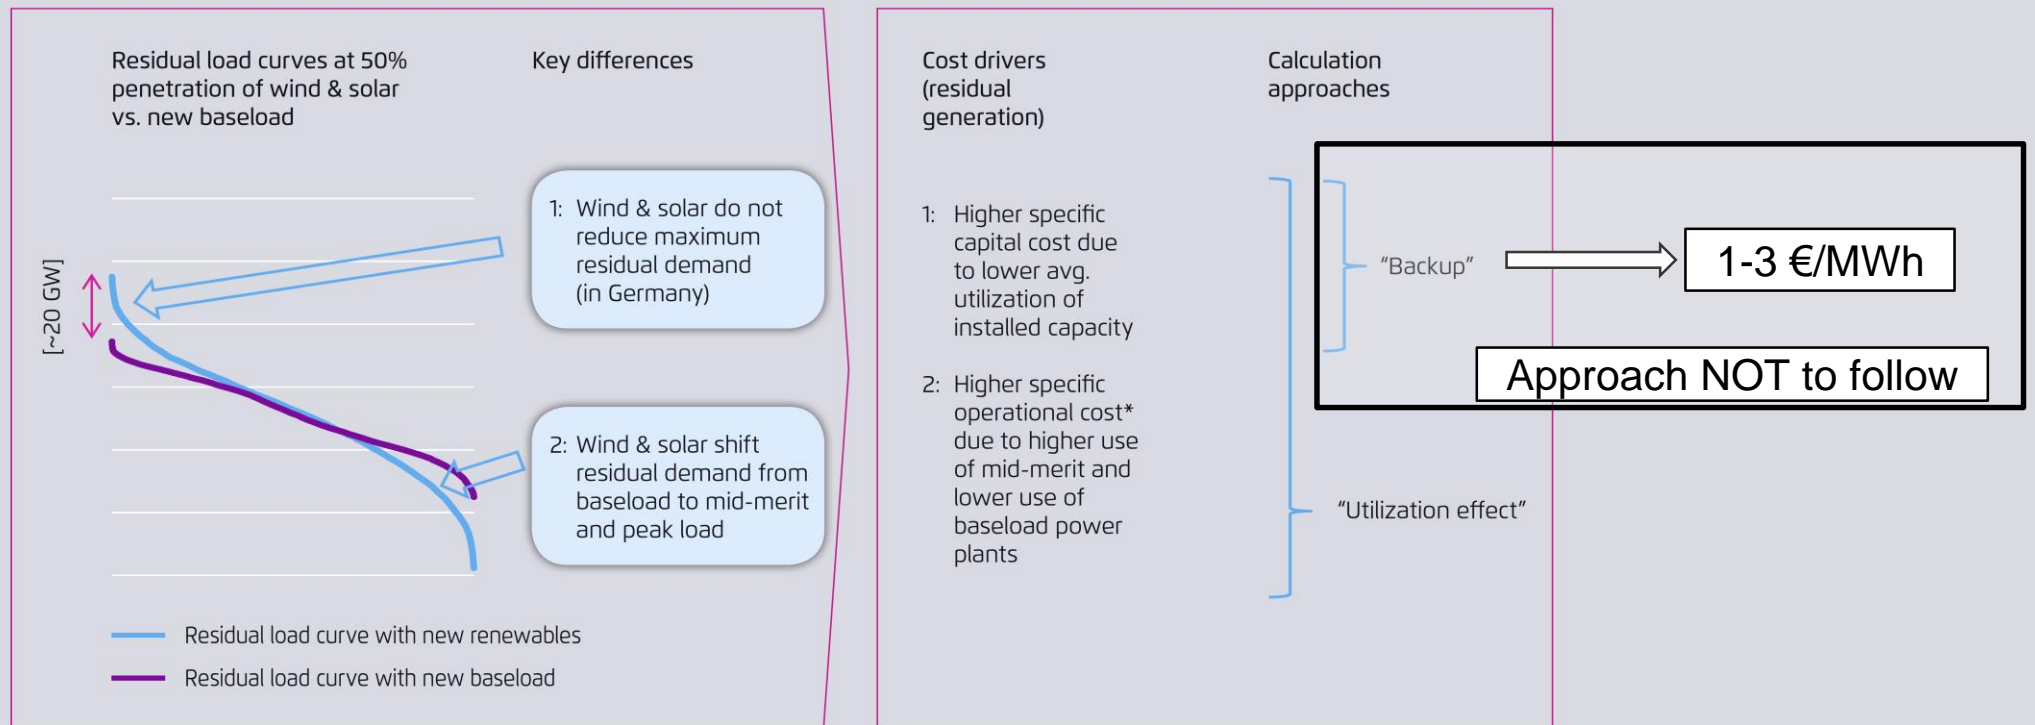 Residual load curves at 50%
penetration of wind & solar
vs. new baseload
Key differences
[~20 GW]
1: Wind & solar do not
reduce maximum
residual demand
(in Germany)
2: Wind & solar shift
residual demand from
baseload to mid-merit
and peak load
Residual load curve with new renewables
Residual load curve with new baseload
Cost drivers
(residual
generation)
1: Higher specific
capital cost due
to lower avg.
utilization of
installed capacity
2: Higher specific
operational cost*
due to higher use
of mid-merit and
lower use of
baseload power
plants
Calculation
approaches
“Backup”
1-3 €/MWh
Approach NOT to follow
“Utilization effect”